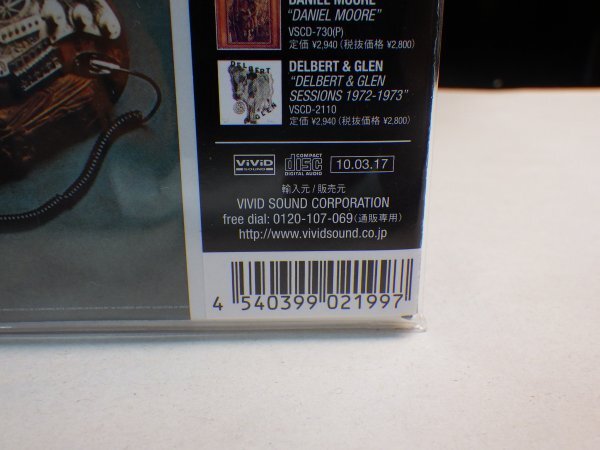 DANIEL MOORE
"DANIEL MOORE"
VSCD-730(P)
定価 ¥2,940(税抜価格 ¥2,800)
DELBERT
GLEN
DELBERT & GLEN
"DELBERT & GLEN
SESSIONS 1972-1973"
VSCD-2110
定価 ¥2,940(税抜価格 ¥2,800)
ViViD
SOUND
COMPACT
disc
DIGITAL AUDIO
10.03.17
輸入元 / 販売元
VIVID SOUND CORPORATION
free dial: 0120-107-069(通販専用)
http://www.vividsound.co.jp
4 540399 021997